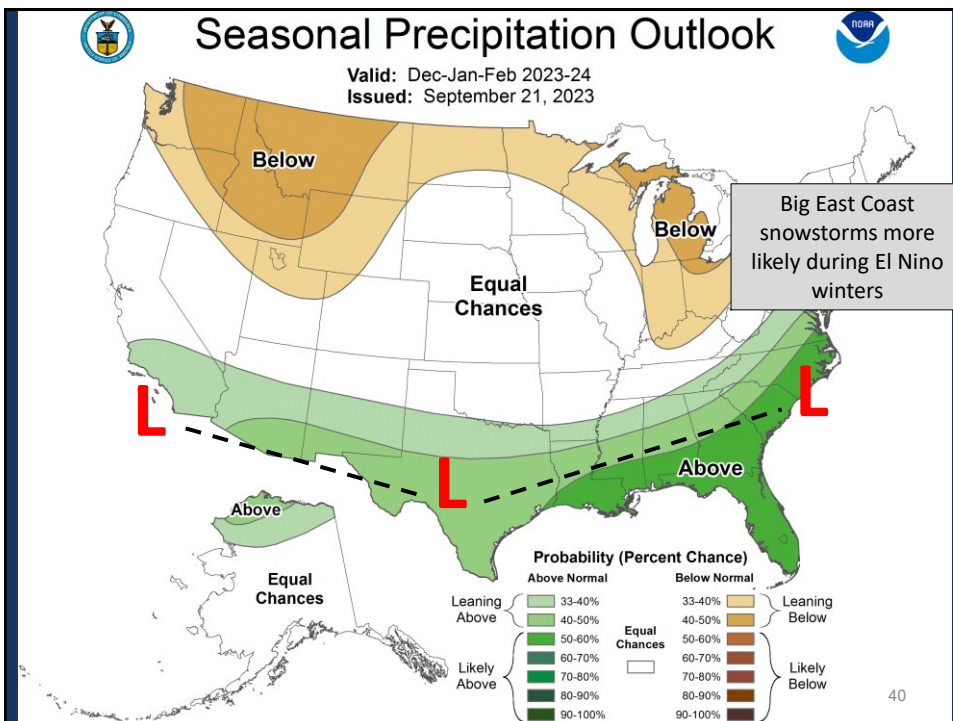 Seasonal Precipitation Outlook
NOAA
Valid: Dec-Jan-Feb 2023-24
Issued: September 21, 2023
Below
Below
Big East Coast
snowstorms more
likely during El Nino
winters
Equal
Chances
L
L
L
Above
Above
Equal
Chances
Probability (Percent Chance)
Above Normal
Below Normal
Leaning
Above
33-40%
40-50%
Likely
Above
50-60%
60-70%
70-80%
80-90%
90-100%
Equal
Chances
33-40%
40-50%
Leaning
Below
50-60%
60-70%
70-80%
80-90%
90-100%
Likely
Below
40